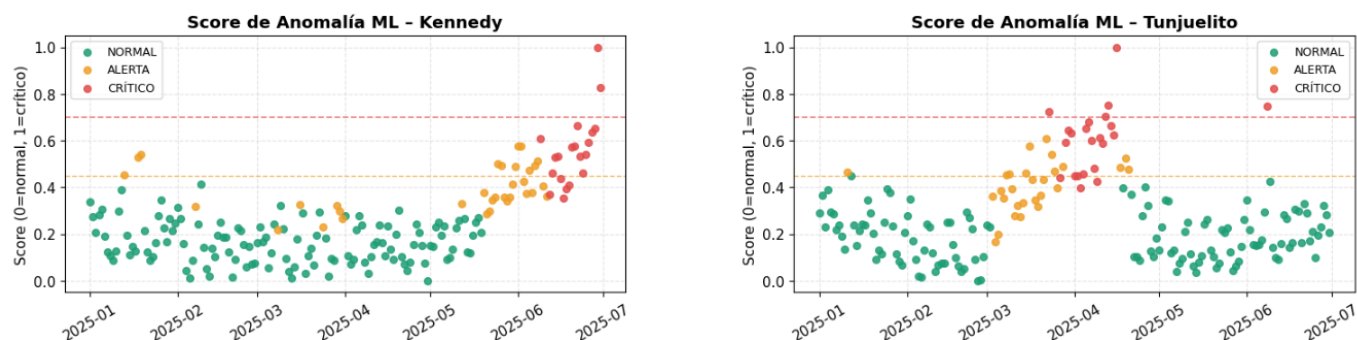 Score de Anomalía ML – Kennedy
Score (0=normal, 1=crítico)
1.0
0.8
0.6
0.4
0.2
0.0
NORMAL
ALERTA
CRÍTICO
2025-01
2025-02
2025-03
2025-04
2025-05
2025-06
2025-07
Score de Anomalía ML – Tunjuelito
Score (0=normal, 1=crítico)
1.0
0.8
0.6
0.4
0.2
0.0
NORMAL
ALERTA
CRÍTICO
2025-01
2025-02
2025-03
2025-04
2025-05
2025-06
2025-07